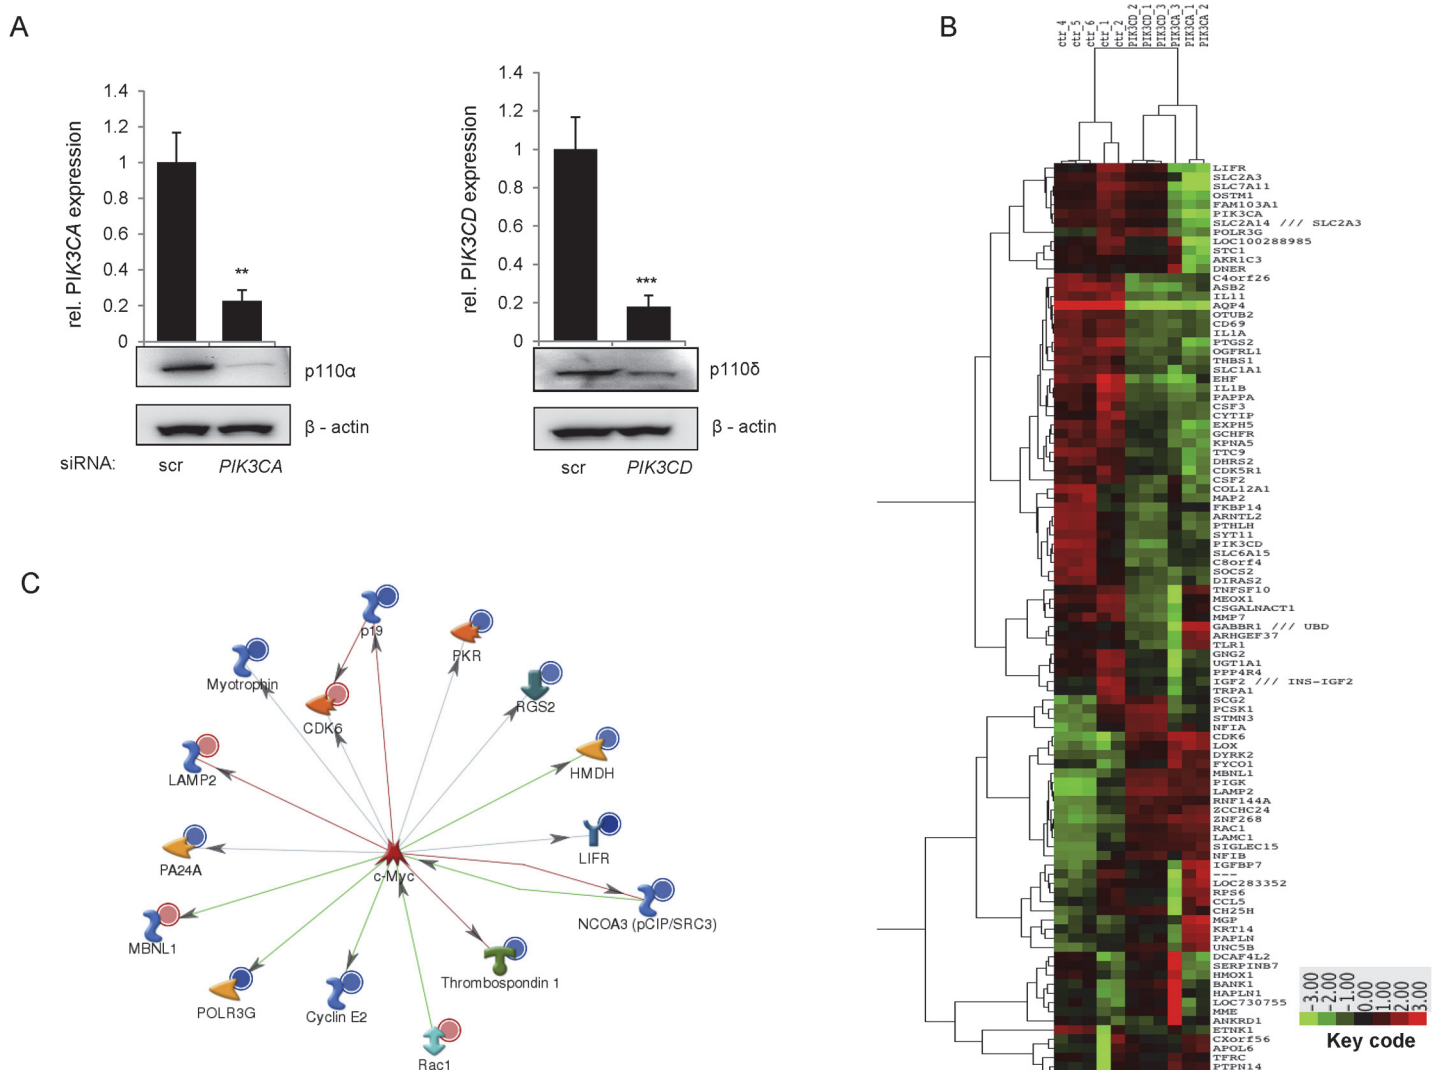 A
rel. PIK3CA expression
1.4
1.2
1
0.8
0.6
0.4
0.2
0
**
p110α
β - actin
siRNA:
scr
PIK3CA
rel. PIK3CD expression
1.4
1.2
1
0.8
0.6
0.4
0.2
0
***
p110δ
β - actin
scr
PIK3CD
B
ctr_4
ctr_5
ctr_6
ctr_1
ctr_2
PIK3CD_2
PIK3CD_1
PIK3CD_3
PIK3CA_3
PIK3CA_1
PIK3CA_2
LIFR
SLC2A3
SLC7A11
OSTM1
FAM103A1
PIK3CA
SLC2A14 /// SLC2A3
POLR3G
LOC100288985
STC1
AKR1C3
DNER
C4orf26
ASB2
IL11
AQP4
OTUB2
CD69
IL1A
PTGS2
OGFRL1
THBS1
SLC1A1
EHF
IL1B
PAPPA
CSF3
CYTIP
EXPH5
GCHFR
KPNA5
TTC9
DHRS2
CDK5R1
CSF2
COL12A1
MAP2
FKBP14
ARNTL2
PTHLH
SYT11
PIK3CD
SLC6A15
C8orf4
SOCS2
DIRAS2
TNFSF10
MEOX1
CSGALNACT1
MMP7
GABBR1 /// UBD
ARHGEF37
TLR1
GNG2
UGT1A1
PPP4R4
IGF2 /// INS-IGF2
TRPA1
SCG2
PCSK1
STMN3
NFIA
CDK6
LOX
DYRK2
FYCO1
MBNL1
PIGK
LAMP2
RNF144A
ZCCHC24
ZNF268
RAC1
LAMC1
SIGLEC15
NFIB
IGFBP7
---
LOC283352
RPS6
CCL5
CH25H
MGP
KRT14
PAPLN
UNC5B
DCAF4L2
SERPINB7
HMOX1
BANK1
HAPLN1
LOC730755
MME
ANKRD1
ETNK1
CXorf56
APOL6
TFRC
PTPN14
-3.00
-2.00
-1.00
0.00
1.00
2.00
3.00
Key code
C
p19
PKR
Myotrophin
CDK6
RGS2
LAMP2
HMDH
PA24A
LIFR
c-Myc
MBNL1
NCOA3 (pCIP/SRC3)
POLR3G
Cyclin E2
Thrombospondin 1
Rac1